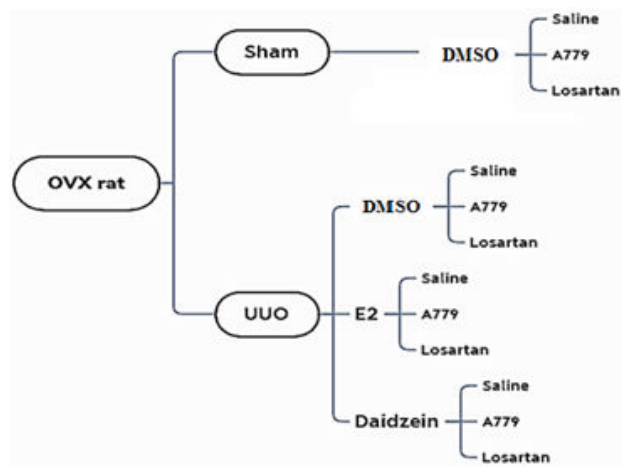 Saline
Sham
DMSO
A779
Losartan
OVX rat
Saline
DMSO
A779
Losartan
Saline
UUO
E2
A779
Losartan
Saline
Daidzein
A779
Losartan